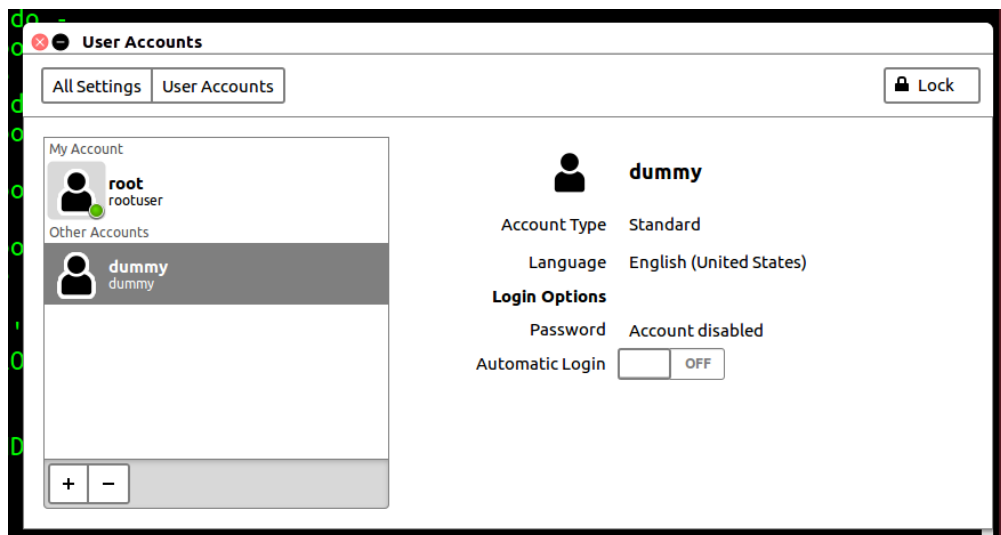 do -
User Accounts
All Settings
User Accounts
Lock
My Account
root
rootuser
Other Accounts
dummy
dummy
+
−
dummy
Account Type Standard
Language English (United States)
Login Options
Password Account disabled
Automatic Login OFF